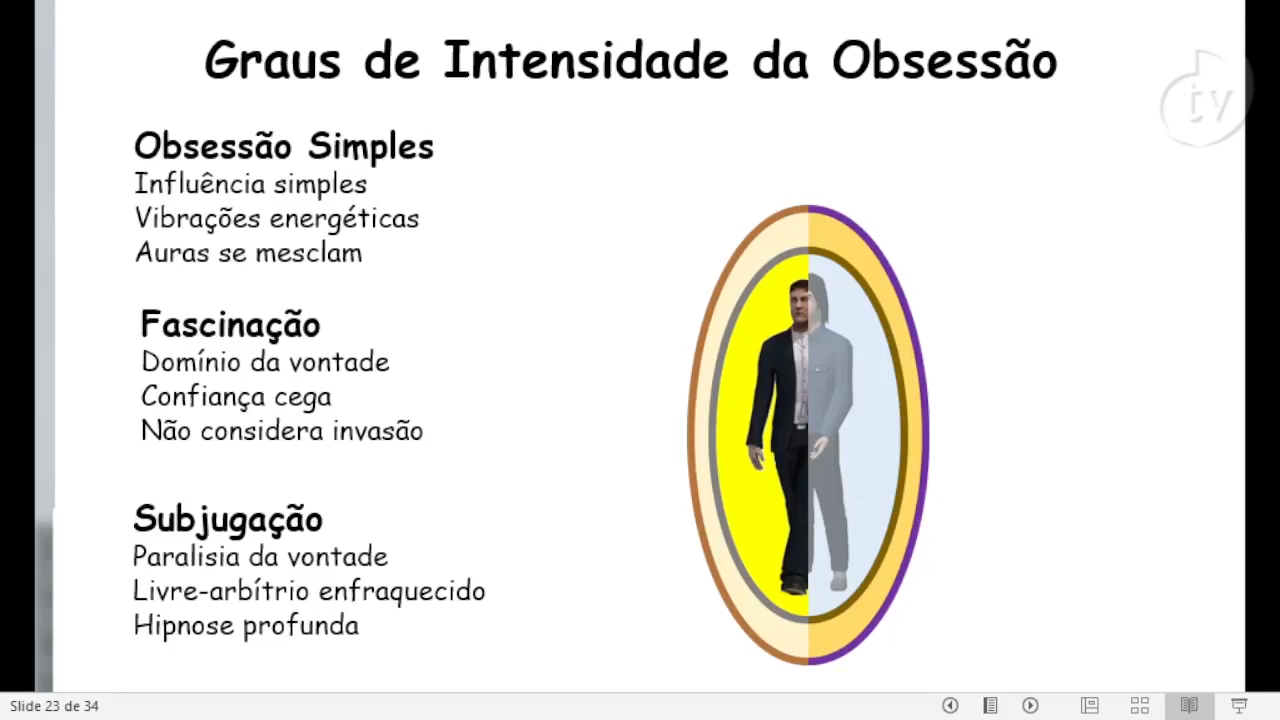 Graus de Intensidade da Obsessão
tv
Obsessão Simples
Influência simples
Vibrações energéticas
Auras se mesclam
Fascinação
Domínio da vontade
Confiança cega
Não considera invasão
Subjugação
Paralisia da vontade
Livre-arbítrio enfraquecido
Hipnose profunda
Slide 23 de 34